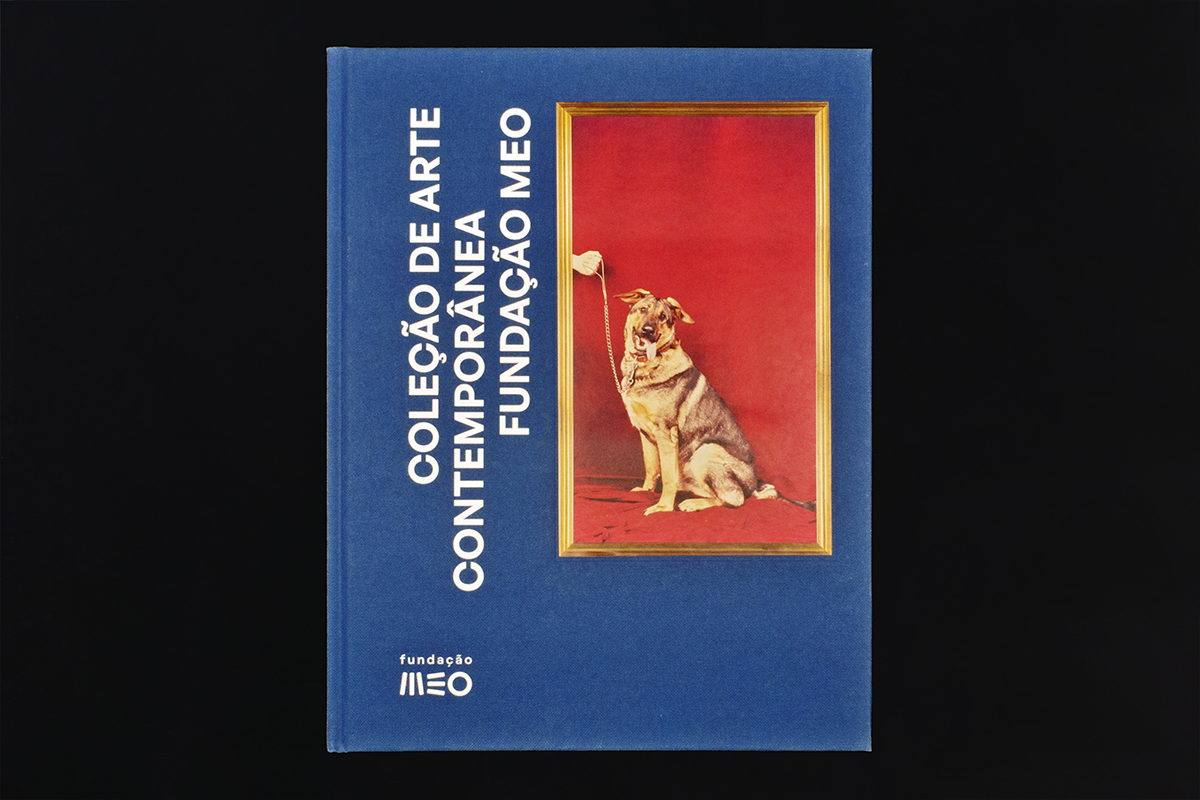 COLEÇÃO DE ARTE
CONTEMPORÂNEA
FUNDAÇÃO MEO
fundação
MEO